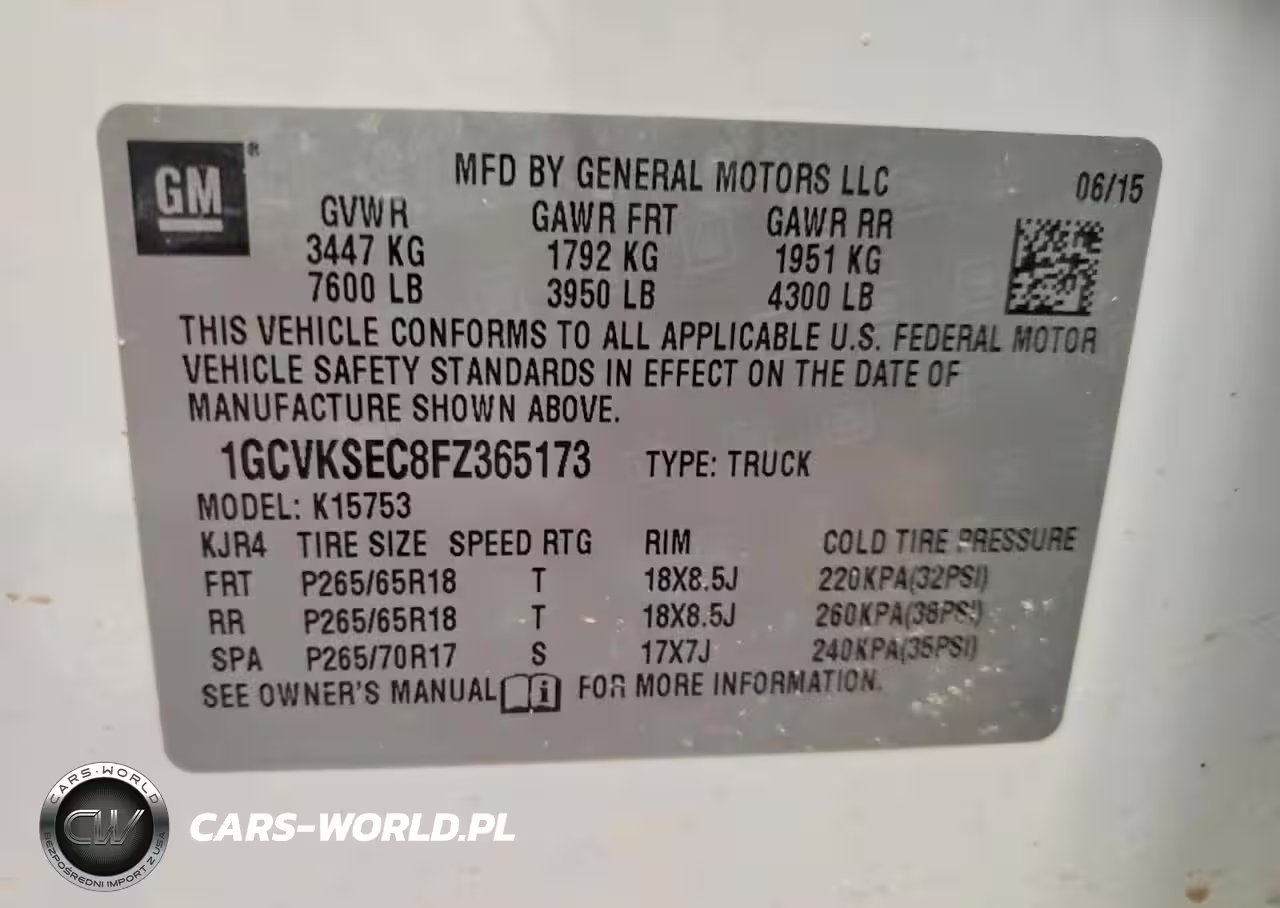 GM ®
MFD BY GENERAL MOTORS LLC 06/15
GVWR GAWR FRT GAWR RR
3447 KG 1792 KG 1951 KG
7600 LB 3950 LB 4300 LB
THIS VEHICLE CONFORMS TO ALL APPLICABLE U.S. FEDERAL MOTOR
VEHICLE SAFETY STANDARDS IN EFFECT ON THE DATE OF
MANUFACTURE SHOWN ABOVE.
1GCVKSEC8FZ365173 TYPE: TRUCK
MODEL: K15753
KJR4 TIRE SIZE SPEED RTG RIM COLD TIRE PRESSURE
FRT P265/65R18 T 18X8.5J 220KPA(32PSI)
RR P265/65R18 T 18X8.5J 260KPA(38PSI)
SPA P265/70R17 S 17X7J 240KPA(35PSI)
SEE OWNER'S MANUAL i FOR MORE INFORMATION.
CARS-WORLD
CW
BEZPOŚREDNI IMPORT Z USA
CARS-WORLD.PL